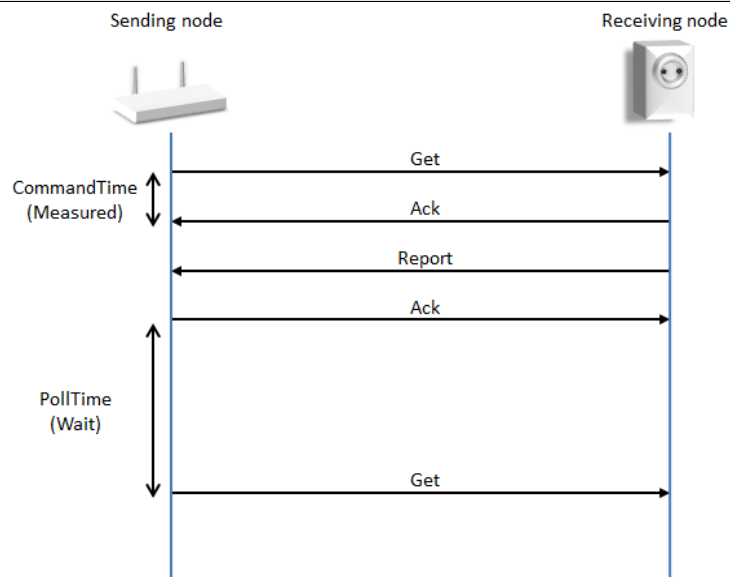 Sending node
Receiving node
Get
CommandTime
(Measured)
Ack
Report
Ack
PollTime
(Wait)
Get